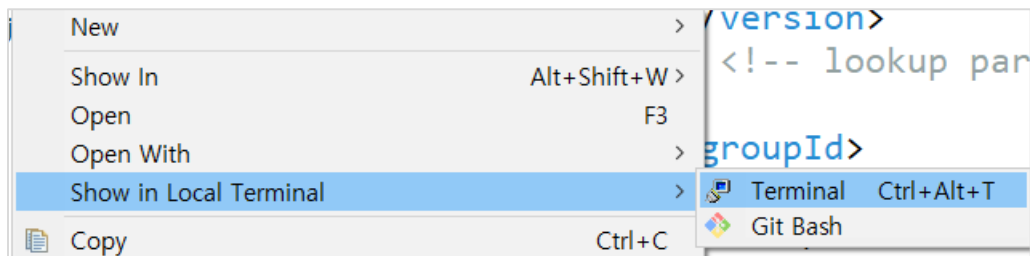 New >
/version>
Show In Alt+Shift+W >
<!-- lookup par
Open F3
Open With >
groupId>
Show in Local Terminal >
Terminal Ctrl+Alt+T
Git Bash
Copy Ctrl+C